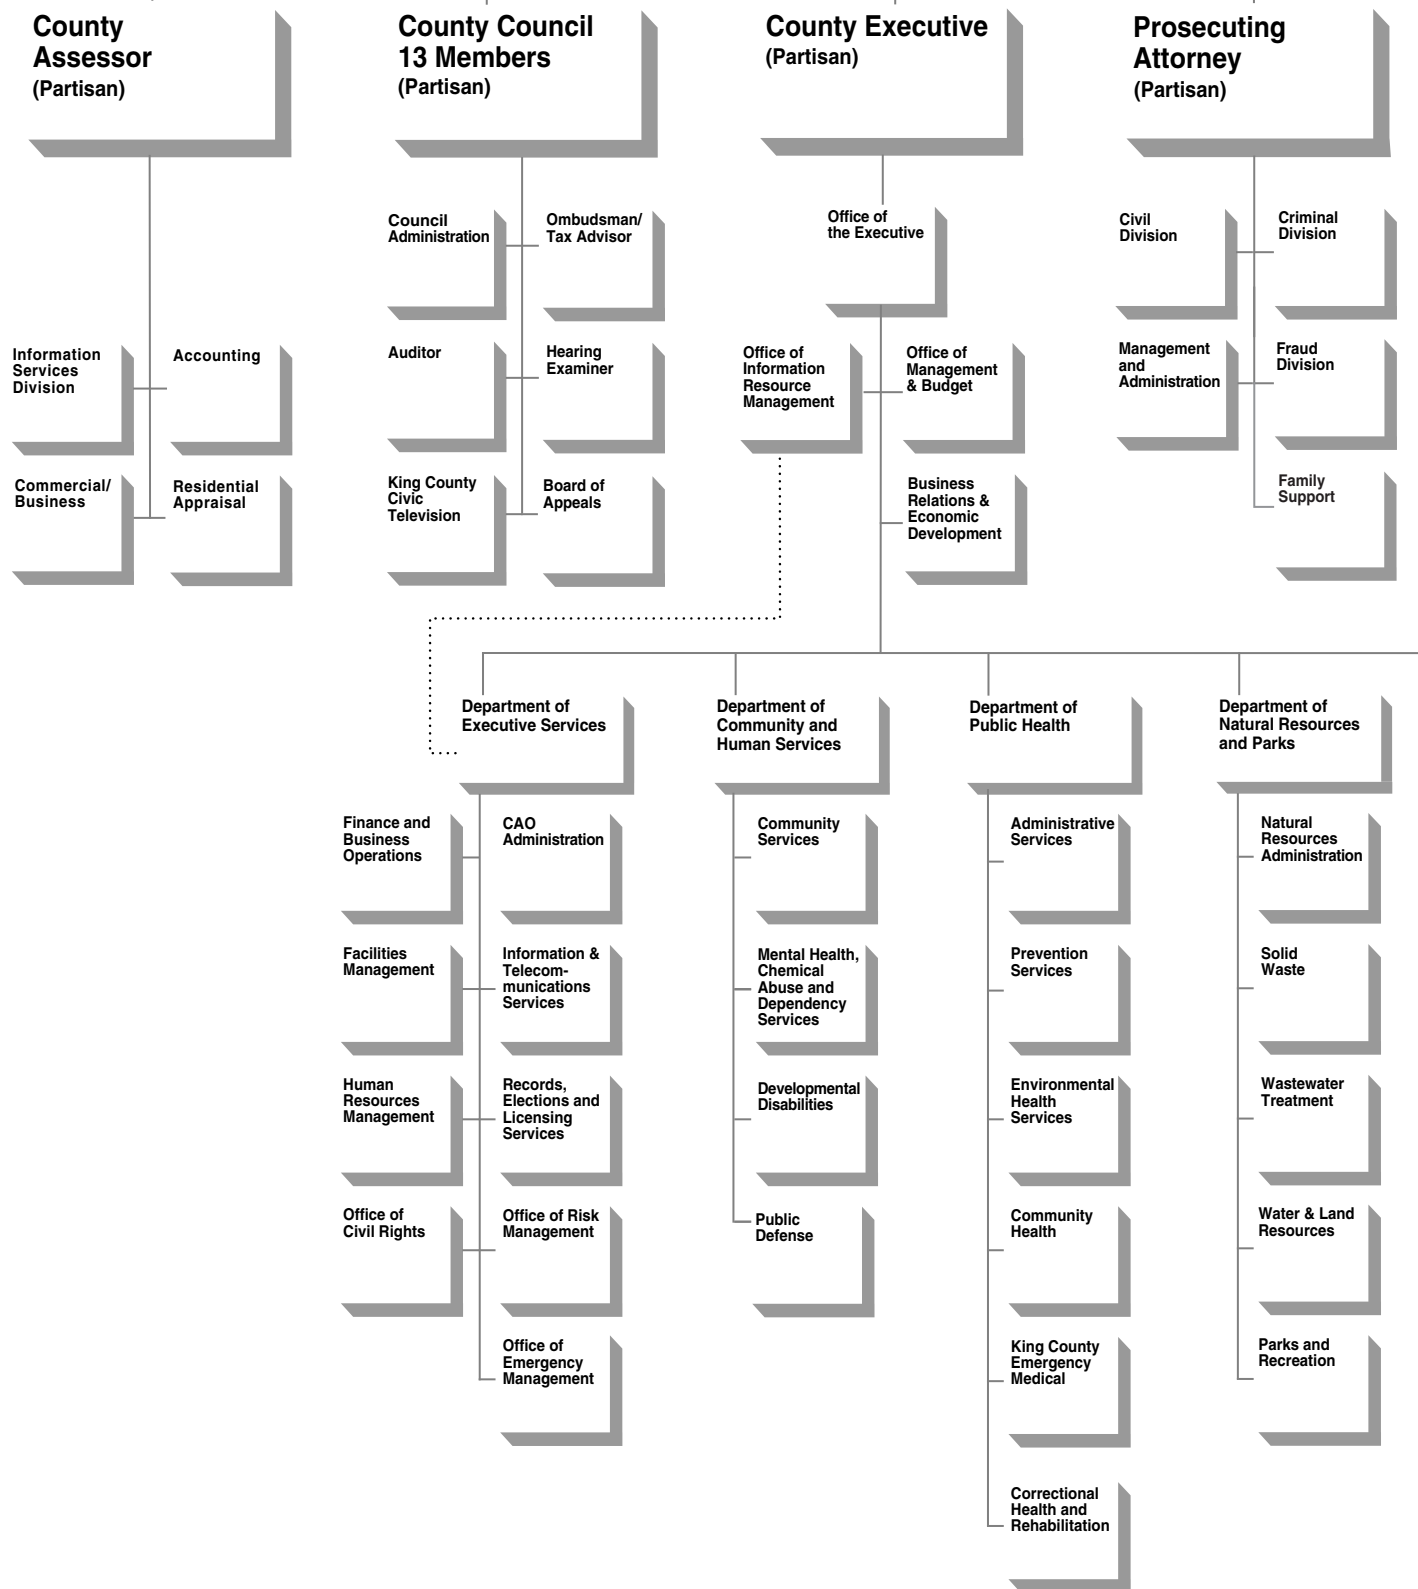 County
Assessor
(Partisan)
County Council
13 Members
(Partisan)
County Executive
(Partisan)
Prosecuting
Attorney
(Partisan)
Information
Services
Division
Accounting
Commercial/
Business
Residential
Appraisal
Council
Administration
Ombudsman/
Tax Advisor
Auditor
Hearing
Examiner
King County
Civic
Television
Board of
Appeals
Office of
the Executive
Office of
Information
Resource
Management
Office of
Management
& Budget
Business
Relations &
Economic
Development
Civil
Division
Criminal
Division
Management
and
Administration
Fraud
Division
Family
Support
Department of
Executive Services
Finance and
Business
Operations
CAO
Administration
Facilities
Management
Information &
Telecom-
munications
Services
Human
Resources
Management
Records,
Elections and
Licensing
Services
Office of
Civil Rights
Office of Risk
Management
Office of
Emergency
Management
Department of
Community and
Human Services
Community
Services
Mental Health,
Chemical
Abuse and
Dependency
Services
Developmental
Disabilities
Public
Defense
Department of
Public Health
Administrative
Services
Prevention
Services
Environmental
Health
Services
Community
Health
King County
Emergency
Medical
Correctional
Health and
Rehabilitation
Department of
Natural Resources
and Parks
Natural
Resources
Administration
Solid
Waste
Wastewater
Treatment
Water & Land
Resources
Parks and
Recreation